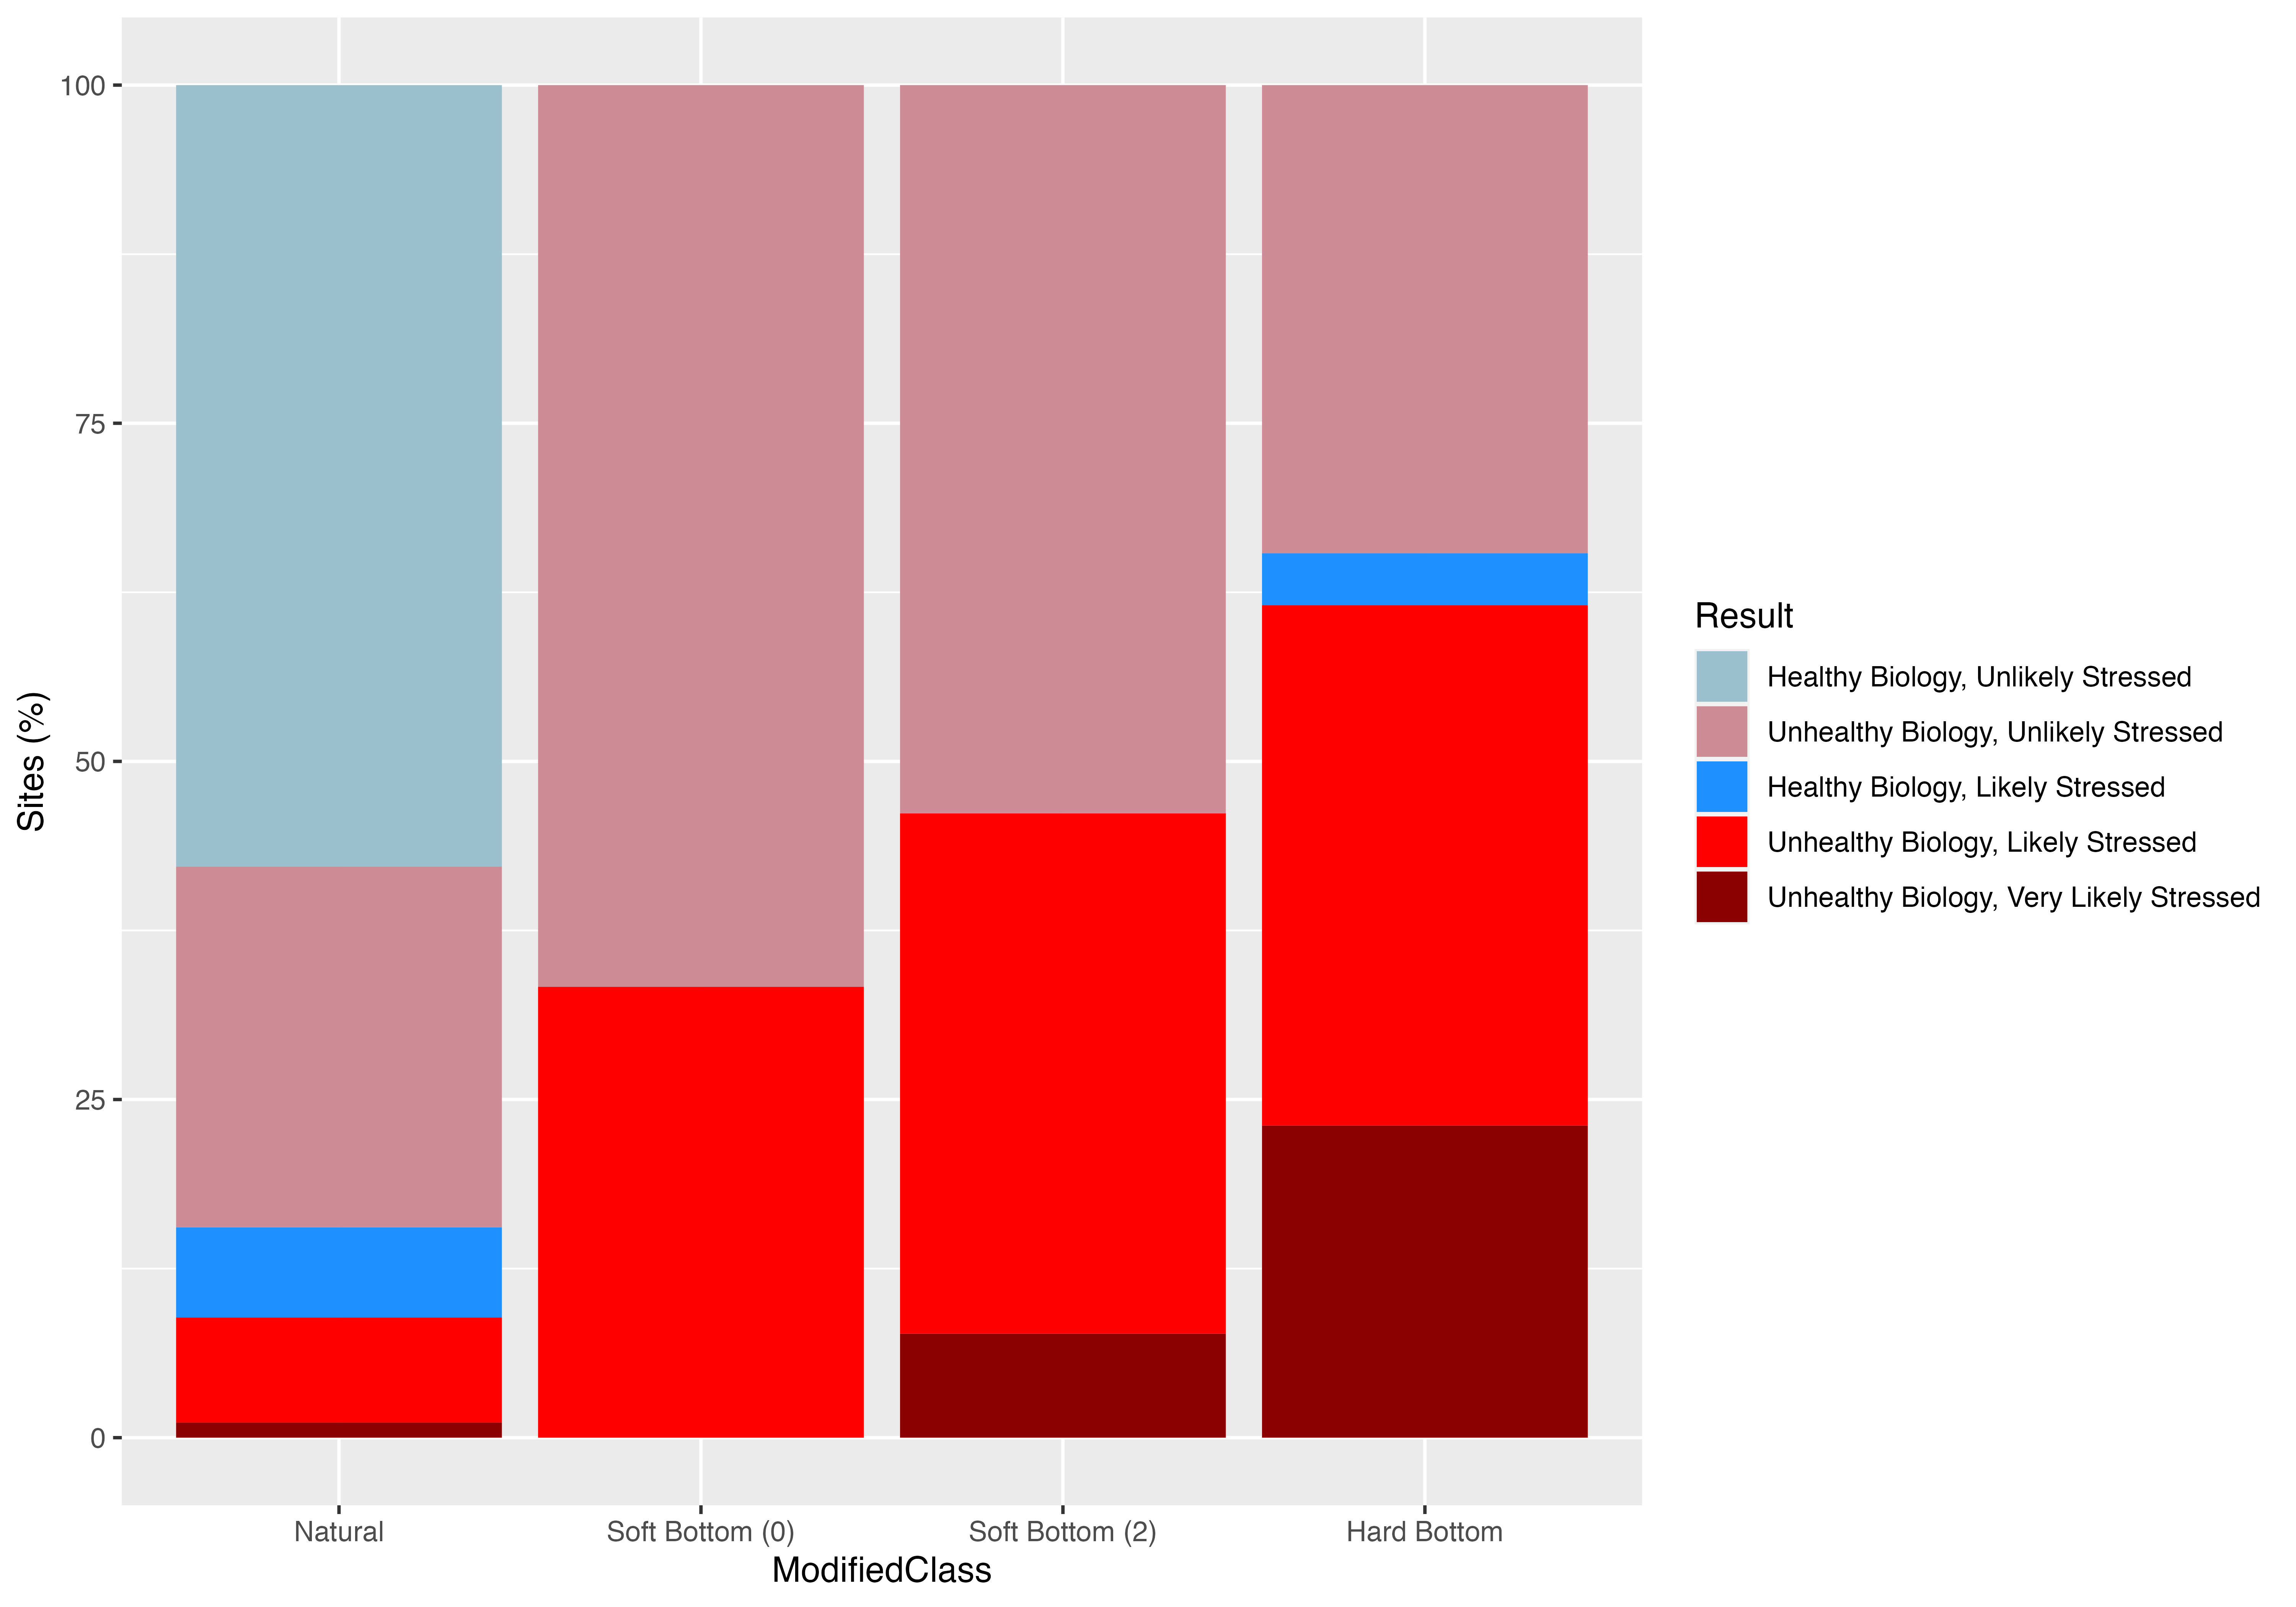 Sites (%)
100
75
50
25
0
Natural
Soft Bottom (0)
Soft Bottom (2)
Hard Bottom
ModifiedClass
Result
Healthy Biology, Unlikely Stressed
Unhealthy Biology, Unlikely Stressed
Healthy Biology, Likely Stressed
Unhealthy Biology, Likely Stressed
Unhealthy Biology, Very Likely Stressed